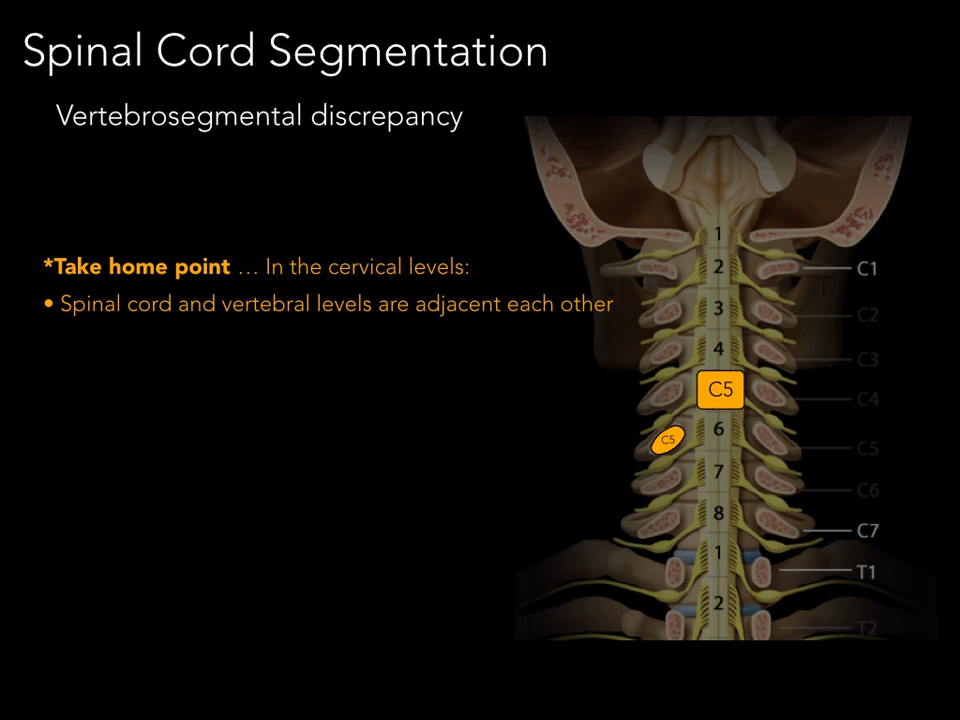 Spinal Cord Segmentation
Vertebrosegmental discrepancy
*Take home point … In the cervical levels:
• Spinal cord and vertebral levels are adjacent each other
1
2
C1
3
C2
4
C3
C5
C4
6
C5
C5
7
C6
8
C7
1
T1
2
T2